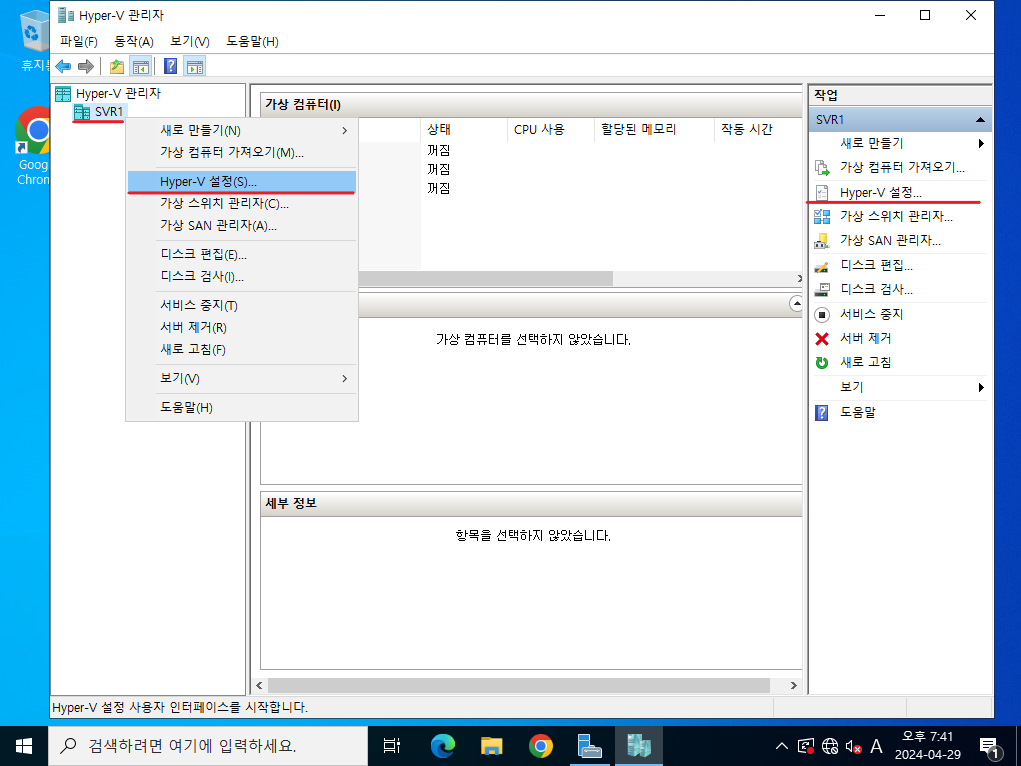 Hyper-V 관리자
파일(F) 동작(A) 보기(V) 도움말(H)
Hyper-V 관리자
SVR1
새로 만들기(N)
가상 컴퓨터 가져오기(M)...
Hyper-V 설정(S)...
가상 스위치 관리자(C)...
가상 SAN 관리자(A)...
디스크 편집(E)...
디스크 검사(I)...
서비스 중지(T)
서버 제거(R)
새로 고침(F)
보기(V)
도움말(H)
가상 컴퓨터(I)
상태 CPU 사용 할당된 메모리 작동 시간
꺼짐
꺼짐
꺼짐
가상 컴퓨터를 선택하지 않았습니다.
세부 정보
항목을 선택하지 않았습니다.
작업
SVR1
새로 만들기
가상 컴퓨터 가져오기...
Hyper-V 설정...
가상 스위치 관리자...
가상 SAN 관리자...
디스크 편집...
디스크 검사...
서비스 중지
서버 제거
새로 고침
보기
도움말
Hyper-V 설정 사용자 인터페이스를 시작합니다.
휴지
Goog
Chron
검색하려면 여기에 입력하세요.
A
오후 7:41
2024-04-29
1